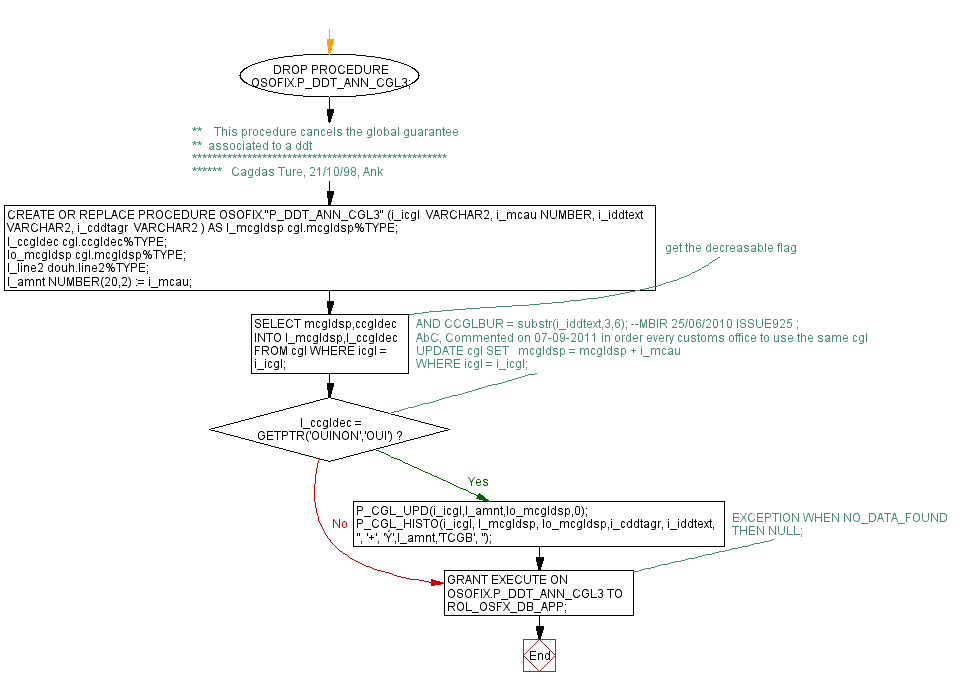 DROP PROCEDURE
OSOFIX.P_DDT_ANN_CGL3;
**    This procedure cancels the global guarantee
**  associated to a ddt
***************************************************
******   Cagdas Ture, 21/10/98, Ank
CREATE OR REPLACE PROCEDURE OSOFIX."P_DDT_ANN_CGL3" (i_icgl  VARCHAR2, i_mcau NUMBER, i_iddtext
VARCHAR2, i_cddtagr  VARCHAR2 ) AS l_mcgldsp cgl.mcgldsp%TYPE;
l_ccgldec cgl.ccgldec%TYPE;
lo_mcgldsp cgl.mcgldsp%TYPE;
l_line2 douh.line2%TYPE;
l_amnt NUMBER(20,2) := i_mcau;
get the decreasable flag
SELECT mcgldsp,ccgldec
INTO l_mcgldsp,l_ccgldec
FROM cgl WHERE icgl =
i_icgl;
AND CCGLBUR = substr(i_iddtext,3,6); --MBIR 25/06/2010 ISSUE925 ;
AbC, Commented on 07-09-2011 in order every customs office to use the same cgl
UPDATE cgl SET   mcgldsp = mcgldsp + i_mcau
WHERE icgl = i_icgl;
l_ccgldec =
GETPTR('OUINON','OUI') ?
Yes
No
P_CGL_UPD(i_icgl,l_amnt,lo_mcgldsp,0);
P_CGL_HISTO(i_icgl, l_mcgldsp, lo_mcgldsp,i_cddtagr, i_iddtext,
'', '+', 'Ý',l_amnt,'TCGB', '');
EXCEPTION WHEN NO_DATA_FOUND
THEN NULL;
GRANT EXECUTE ON
OSOFIX.P_DDT_ANN_CGL3 TO
ROL_OSFX_DB_APP;
End